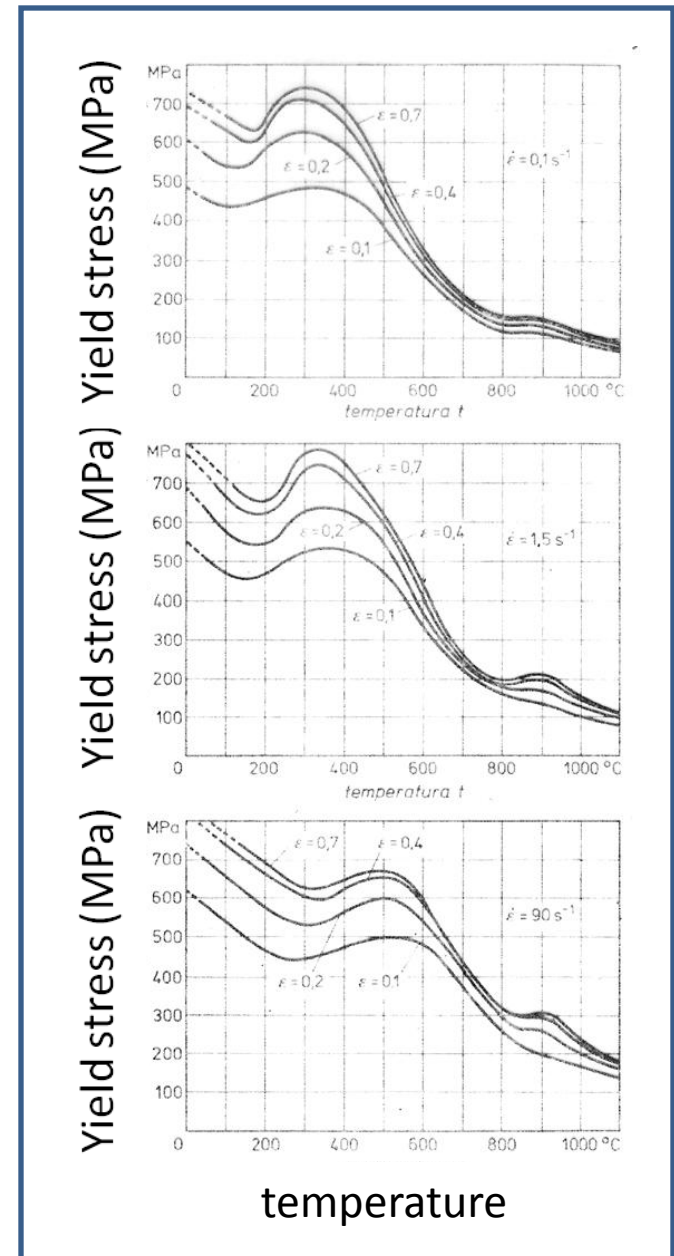 Yield stress (MPa)
MPa
700
600
500
400
300
200
100
ε = 0,7
ε = 0,2
ε = 0,4
ε = 0,1
ε̇ = 0,1 s⁻¹
0 200 400 600 800 1000 °C
temperatura t
Yield stress (MPa)
MPa
700
600
500
400
300
200
100
ε = 0,7
ε = 0,2
ε = 0,4
ε = 0,1
ε̇ = 1,5 s⁻¹
0 200 400 600 800 1000 °C
temperatura t
Yield stress (MPa)
MPa
700
600
500
400
300
200
100
ε = 0,7
ε = 0,4
ε = 0,2
ε = 0,1
ε̇ = 90 s⁻¹
0 200 400 600 800 1000 °C
temperature